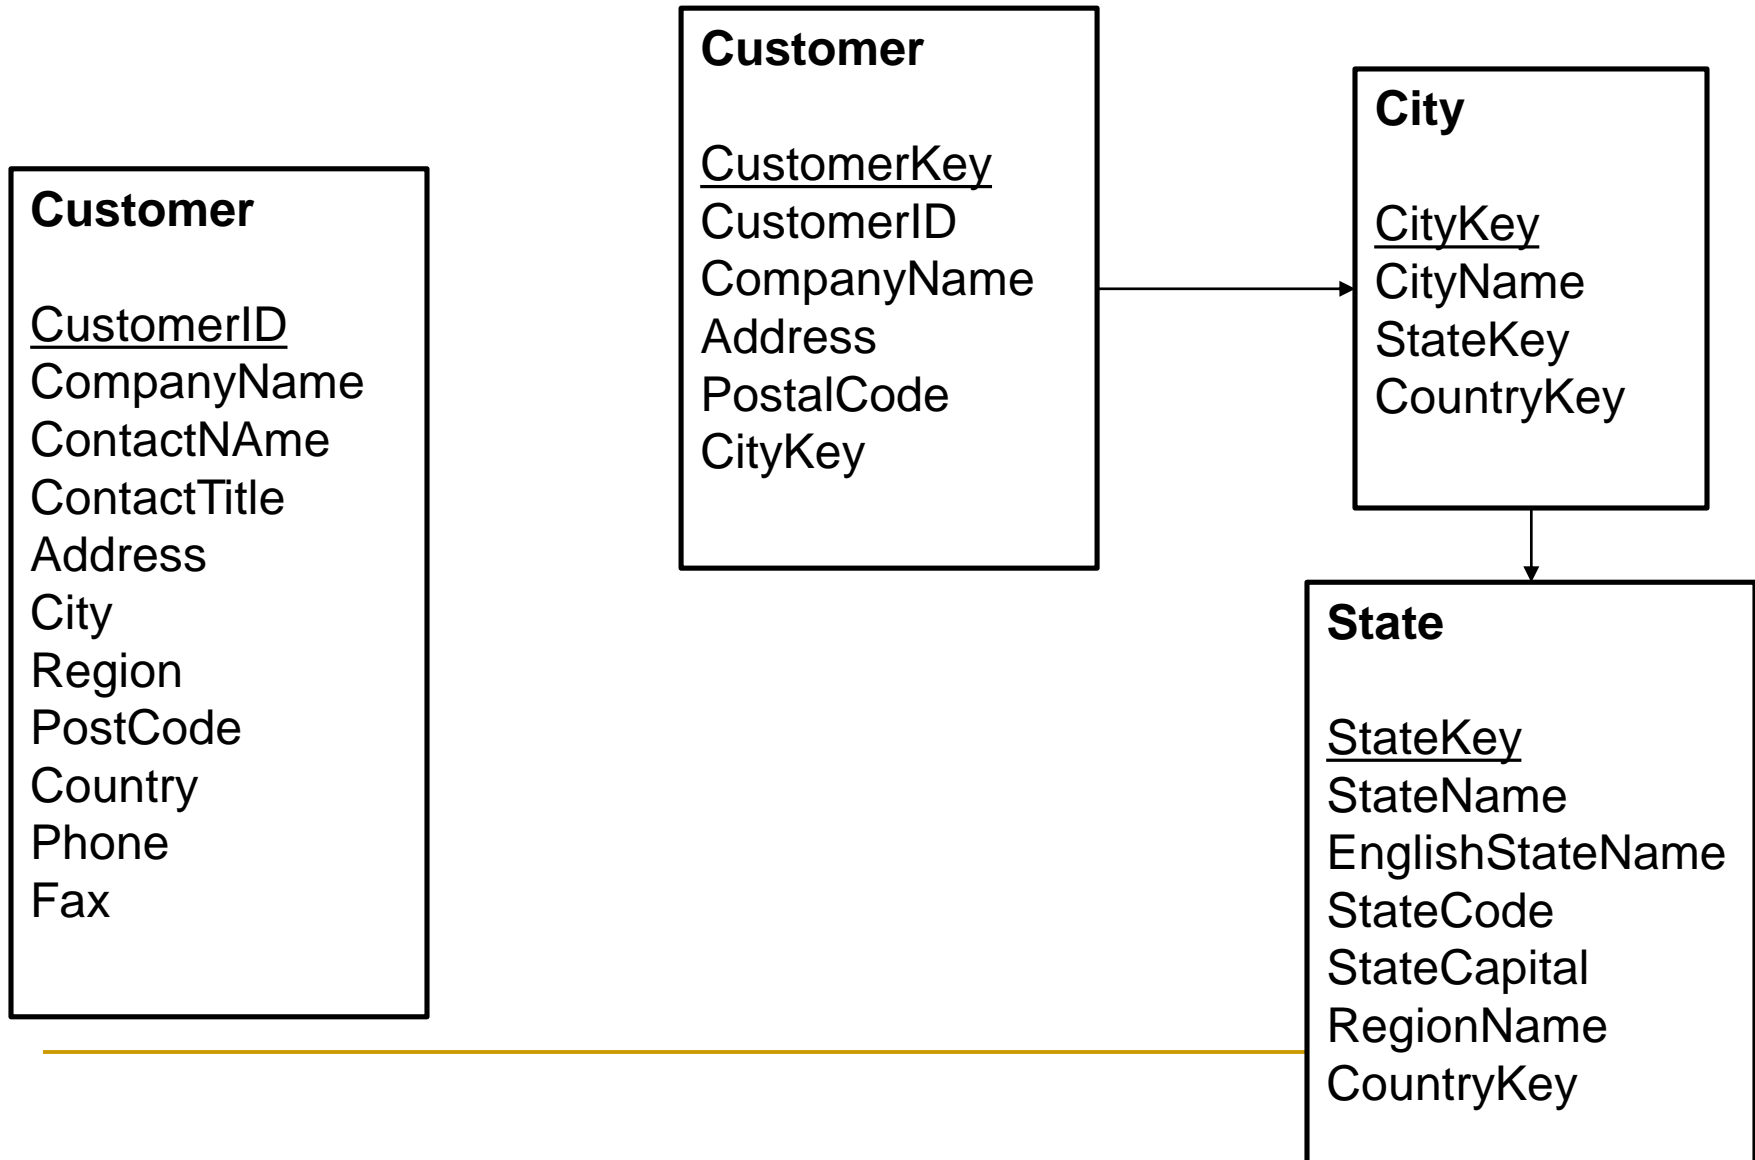 Customer
CustomerID
CompanyName
ContactNAme
ContactTitle
Address
City
Region
PostCode
Country
Phone
Fax
Customer
CustomerKey
CustomerID
CompanyName
Address
PostalCode
CityKey
City
CityKey
CityName
StateKey
CountryKey
State
StateKey
StateName
EnglishStateName
StateCode
StateCapital
RegionName
CountryKey